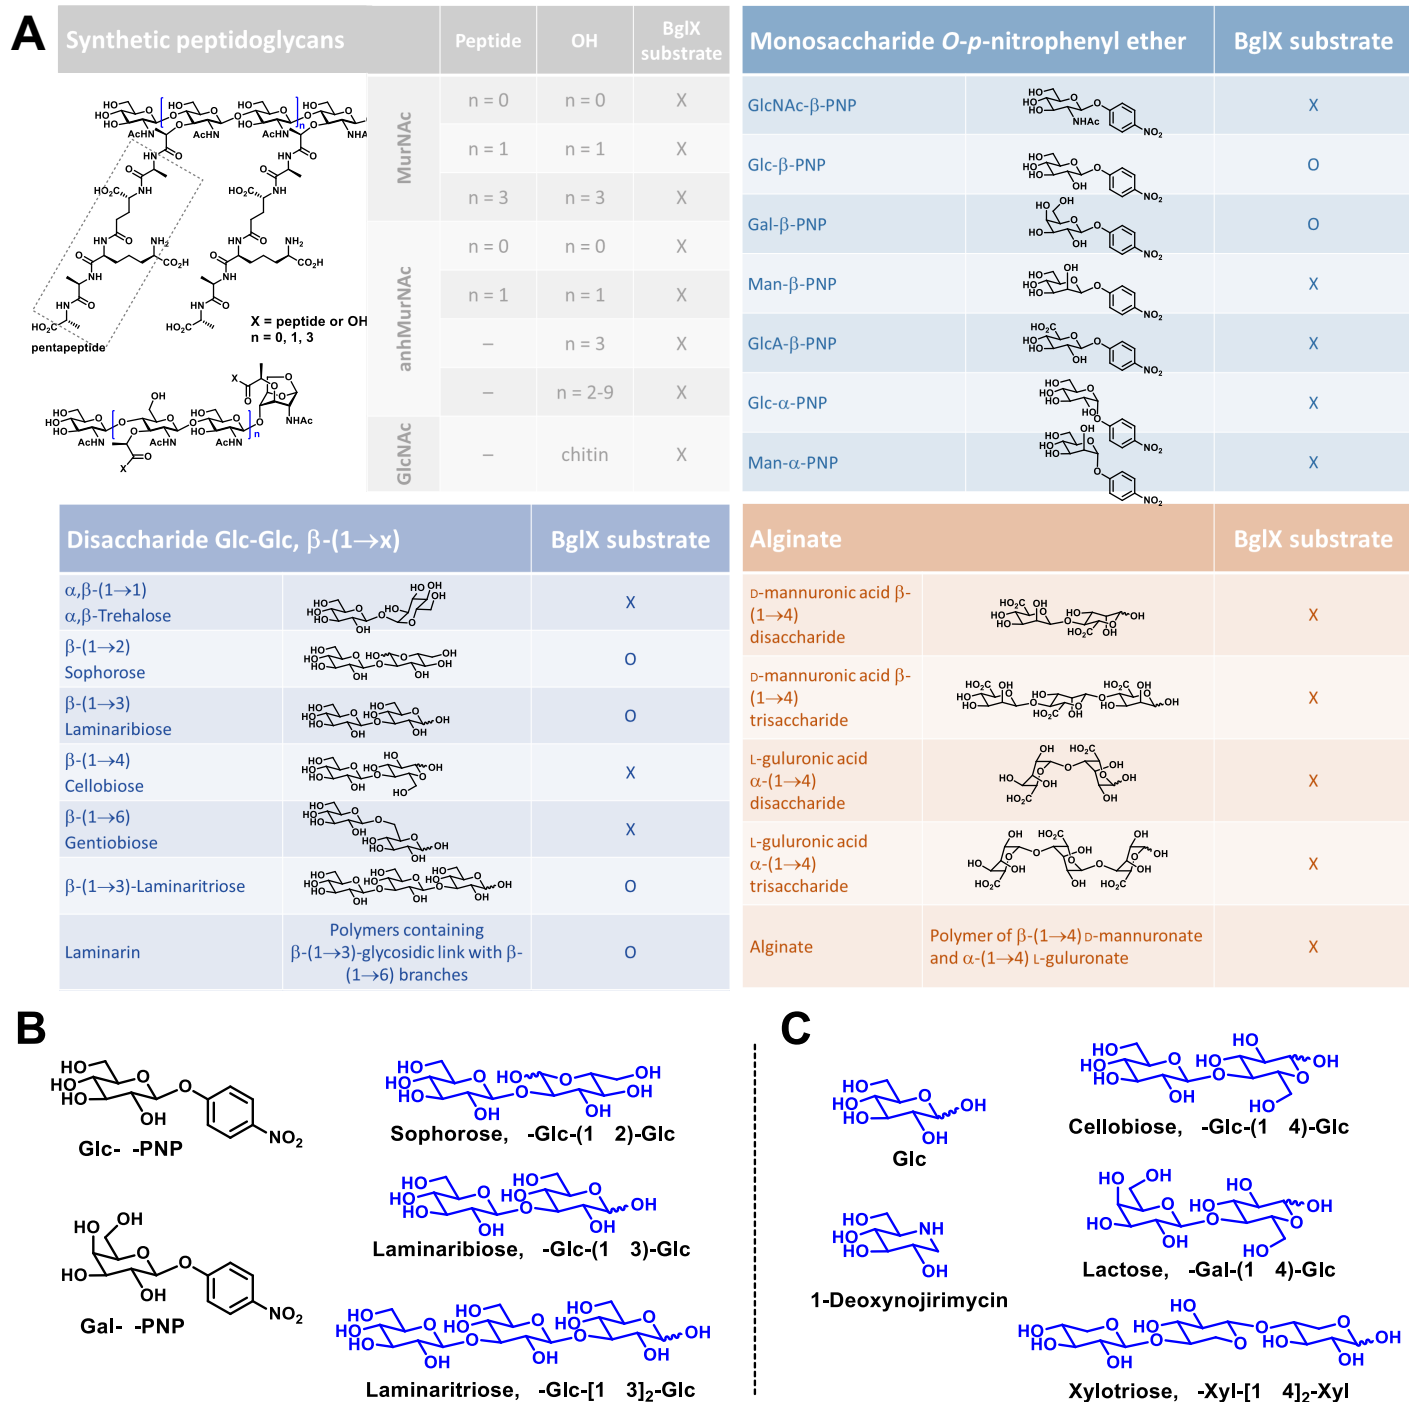 A
Synthetic peptidoglycans
Peptide
OH
BglX
substrate
MurNAc
n = 0
n = 0
X
n = 1
n = 1
X
n = 3
n = 3
X
anhMurNAc
n = 0
n = 0
X
n = 1
n = 1
X
–
n = 3
X
–
n = 2-9
X
GlcNAc
–
chitin
X
X = peptide or OH
n = 0, 1, 3
pentapeptide
Monosaccharide O-p-nitrophenyl ether
BglX substrate
GlcNAc-β-PNP
X
Glc-β-PNP
O
Gal-β-PNP
O
Man-β-PNP
X
GlcA-β-PNP
X
Glc-α-PNP
X
Man-α-PNP
X
Disaccharide Glc-Glc, β-(1→x)
BglX substrate
α,β-(1→1)
α,β-Trehalose
X
β-(1→2)
Sophorose
O
β-(1→3)
Laminaribiose
O
β-(1→4)
Cellobiose
X
β-(1→6)
Gentiobiose
X
β-(1→3)-Laminaritriose
O
Laminarin
Polymers containing
β-(1→3)-glycosidic link with β-
(1→6) branches
O
Alginate
BglX substrate
D-mannuronic acid β-
(1→4)
disaccharide
X
D-mannuronic acid β-
(1→4)
trisaccharide
X
L-guluronic acid
α-(1→4)
disaccharide
X
L-guluronic acid
α-(1→4)
trisaccharide
X
Alginate
Polymer of β-(1→4) D-mannuronate
and α-(1→4) L-guluronate
X
B
Glc- -PNP
Gal- -PNP
Sophorose, -Glc-(1 2)-Glc
Laminaribiose, -Glc-(1 3)-Glc
Laminaritriose, -Glc-[1 3]2-Glc
C
Glc
1-Deoxynojirimycin
Cellobiose, -Glc-(1 4)-Glc
Lactose, -Gal-(1 4)-Glc
Xylotriose, -Xyl-[1 4]2-Xyl